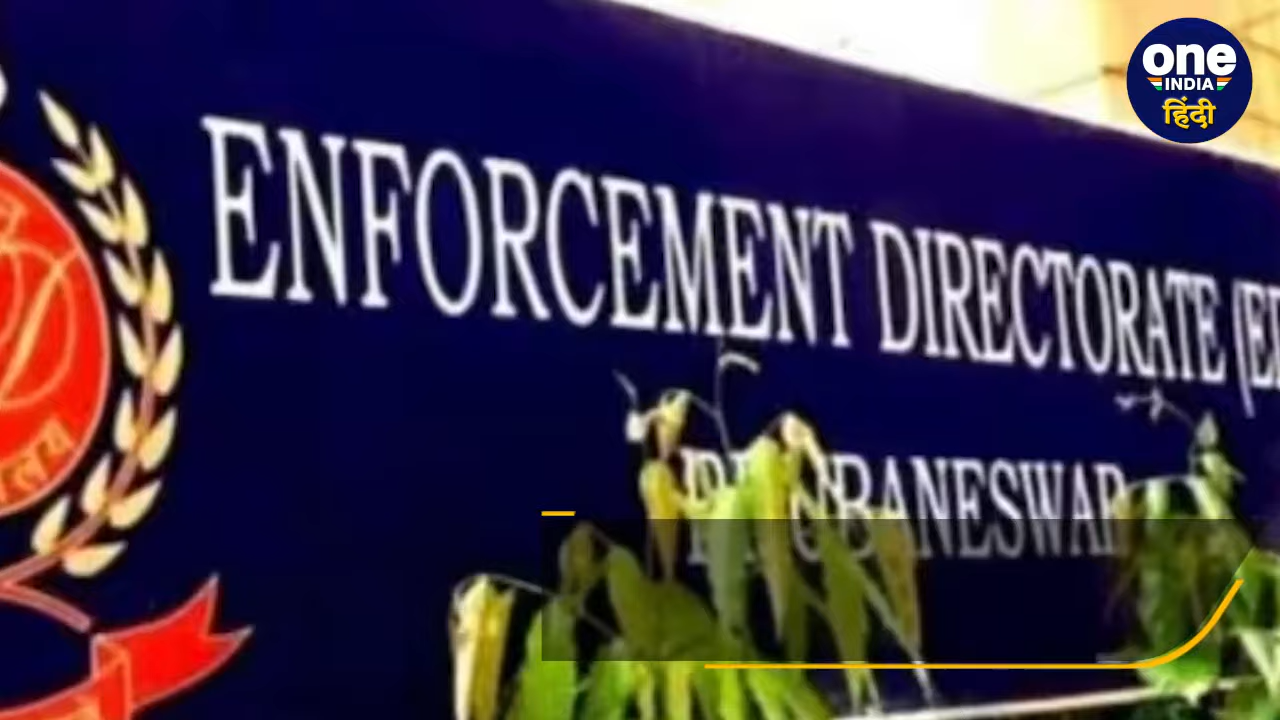 one
INDIA
हिंदी
ENFORCEMENT DIRECTORATE (E